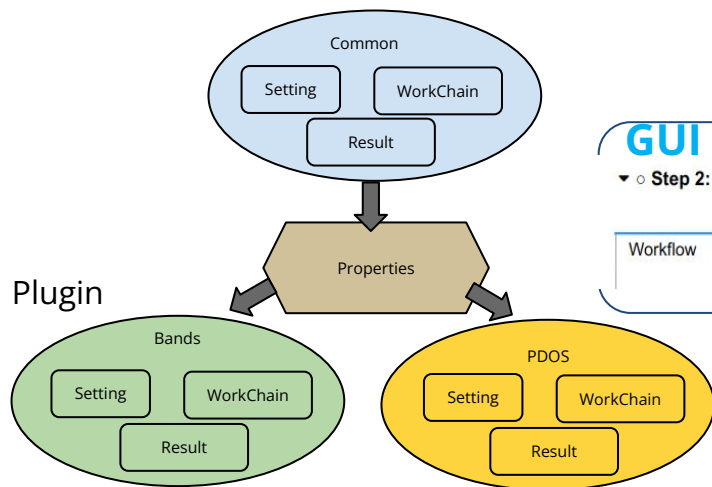 Common
Setting
WorkChain
Result
GUI
▼ ○ Step 2:
Workflow
Properties
Plugin
Bands
Setting
WorkChain
Result
PDOS
Setting
WorkChain
Result